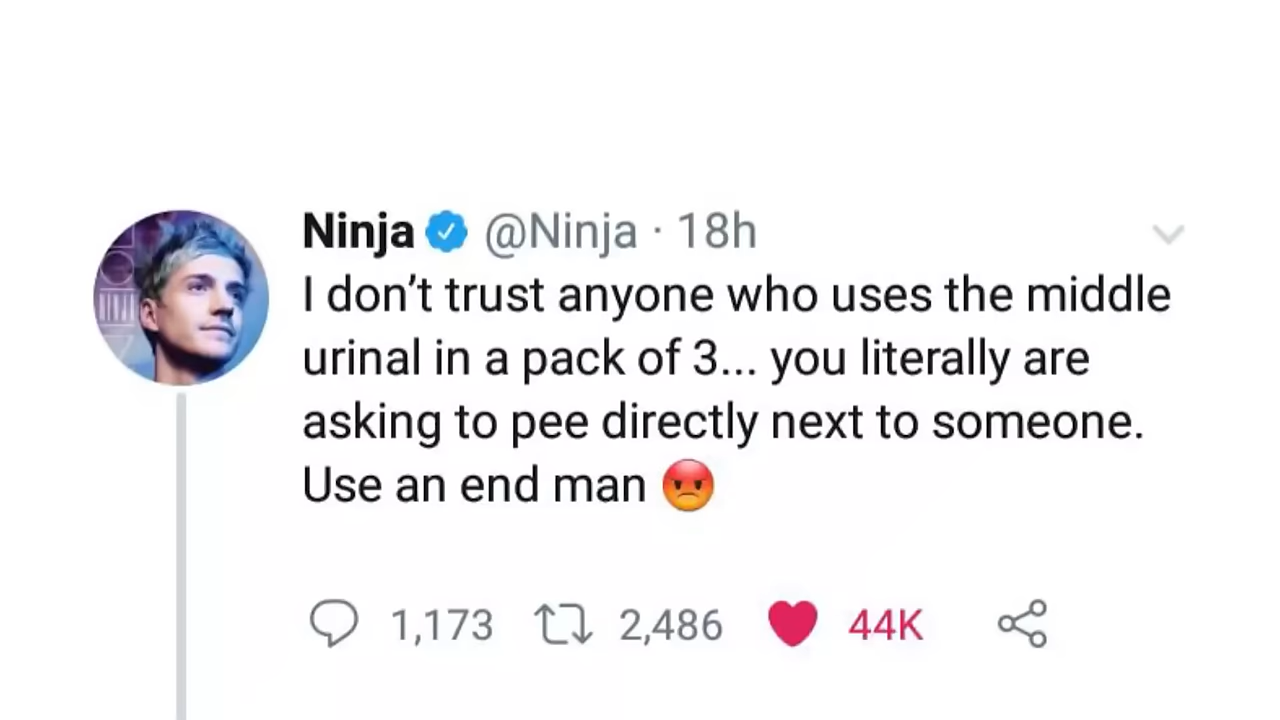 Ninja @Ninja · 18h
I don’t trust anyone who uses the middle
urinal in a pack of 3... you literally are
asking to pee directly next to someone.
Use an end man 😡
1,173 2,486 44K